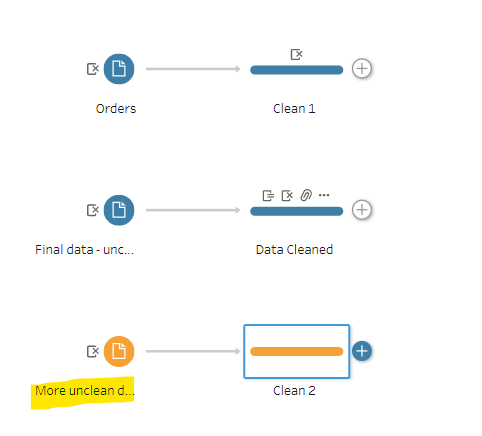 Orders
Clean 1
Final data - unc...
Data Cleaned
More unclean d...
Clean 2